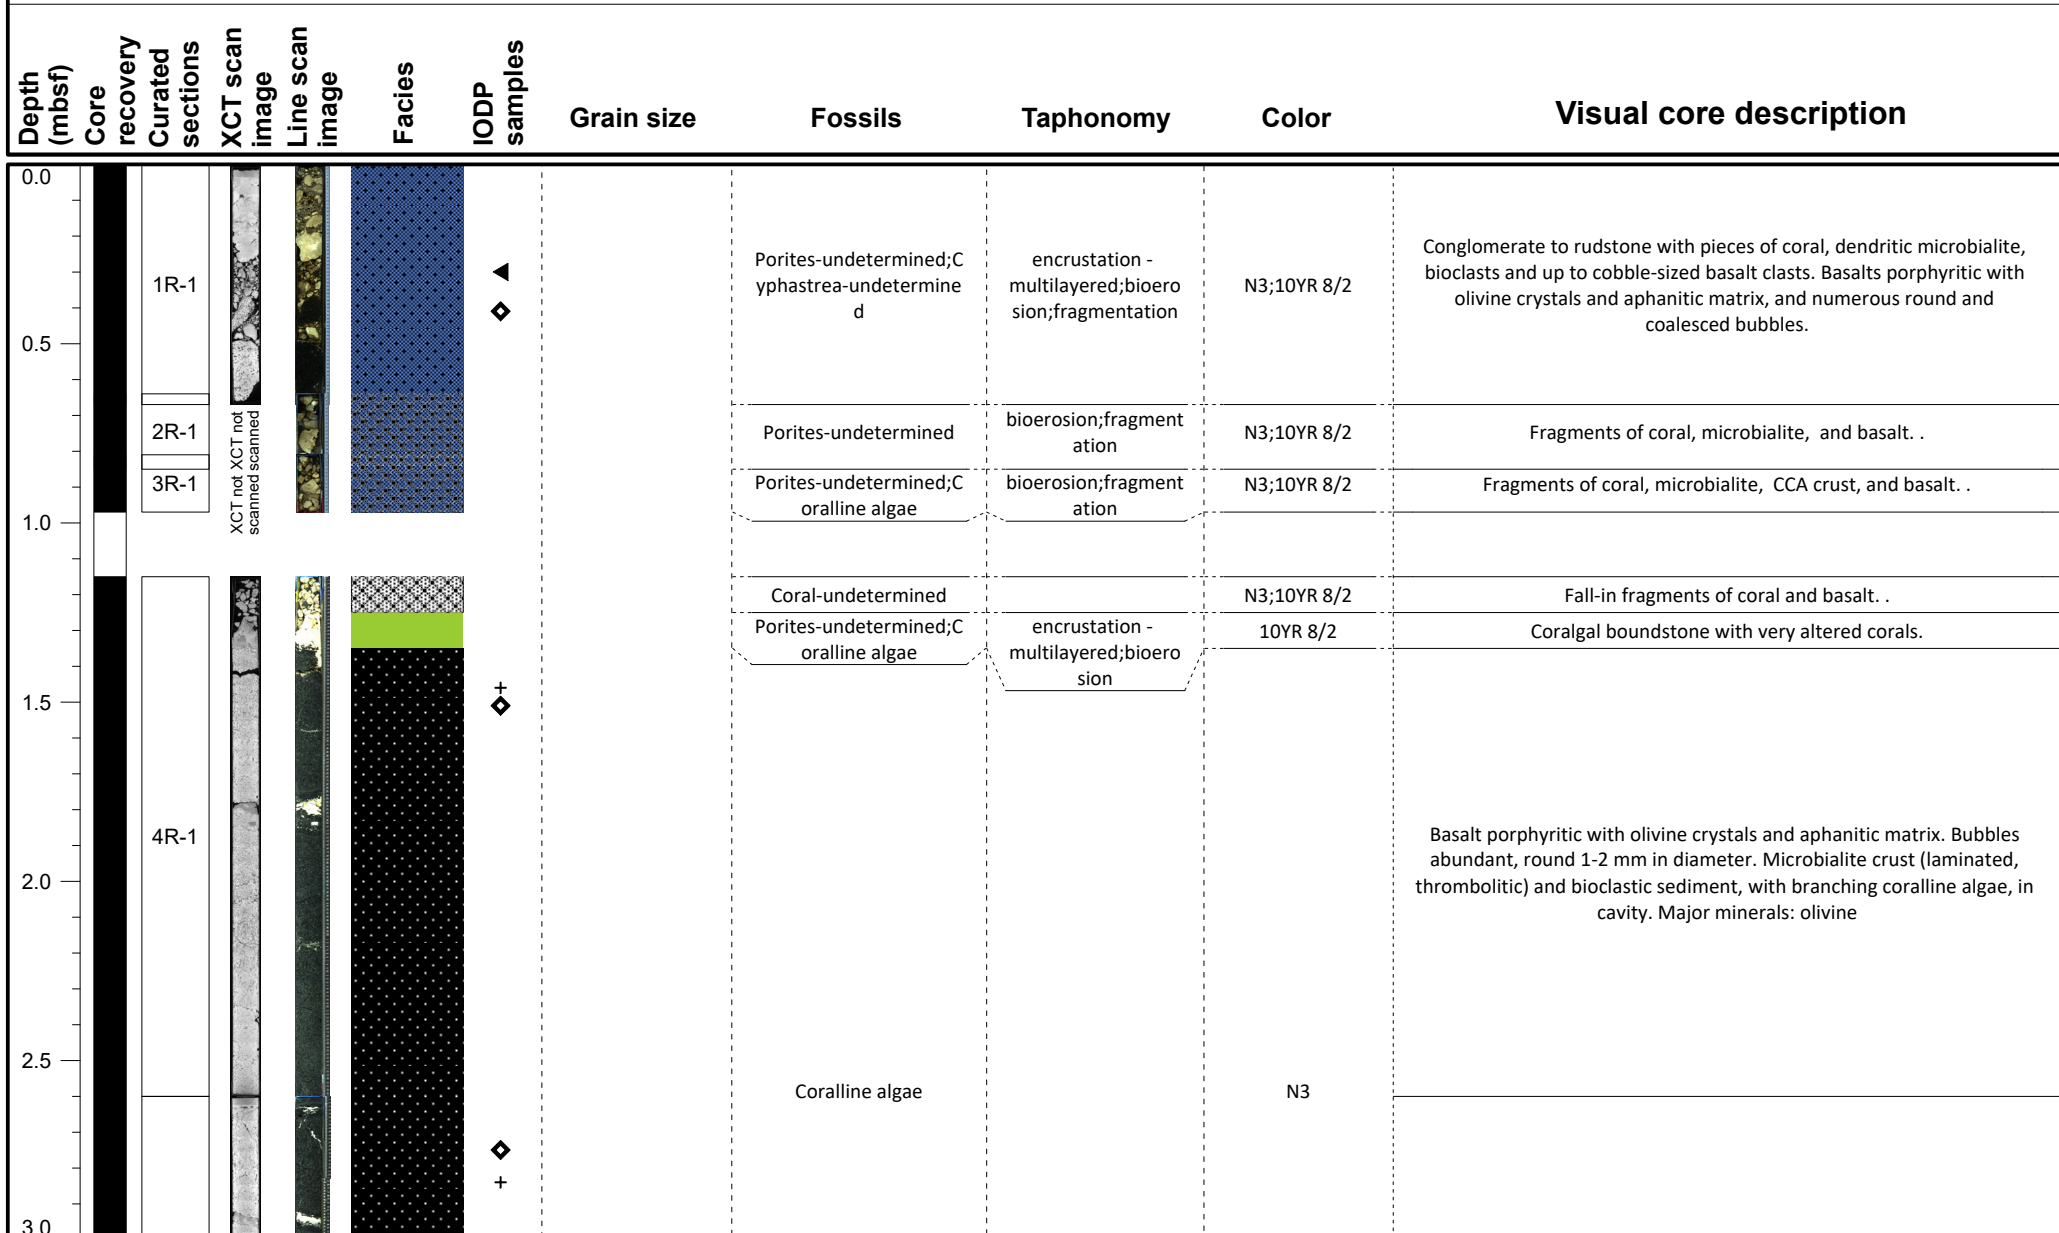 Depth
(mbsf)
Core
recovery
Curated
sections
XCT scan
image
Line scan
image
Facies
IODP
samples
Grain size
Fossils
Taphonomy
Color
Visual core description
0.0
1R-1
Porites-undetermined;C
yphastrea-undetermine
d
encrustation -
multilayered;bioero
sion;fragmentation
N3;10YR 8/2
Conglomerate to rudstone with pieces of coral, dendritic microbialite,
bioclasts and up to cobble-sized basalt clasts. Basalts porphyritic with
olivine crystals and aphanitic matrix, and numerous round and
coalesced bubbles.
0.5
2R-1
XCT not XCT not
scanned scanned
Porites-undetermined
bioerosion;fragment
ation
N3;10YR 8/2
Fragments of coral, microbialite, and basalt. .
3R-1
Porites-undetermined;C
oralline algae
bioerosion;fragment
ation
N3;10YR 8/2
Fragments of coral, microbialite, CCA crust, and basalt. .
1.0
Coral-undetermined
N3;10YR 8/2
Fall-in fragments of coral and basalt. .
Porites-undetermined;C
oralline algae
encrustation -
multilayered;bioero
sion
10YR 8/2
Coralgal boundstone with very altered corals.
1.5
4R-1
Basalt porphyritic with olivine crystals and aphanitic matrix. Bubbles
abundant, round 1-2 mm in diameter. Microbialite crust (laminated,
thrombolitic) and bioclastic sediment, with branching coralline algae, in
cavity. Major minerals: olivine
2.0
2.5
Coralline algae
N3
3.0